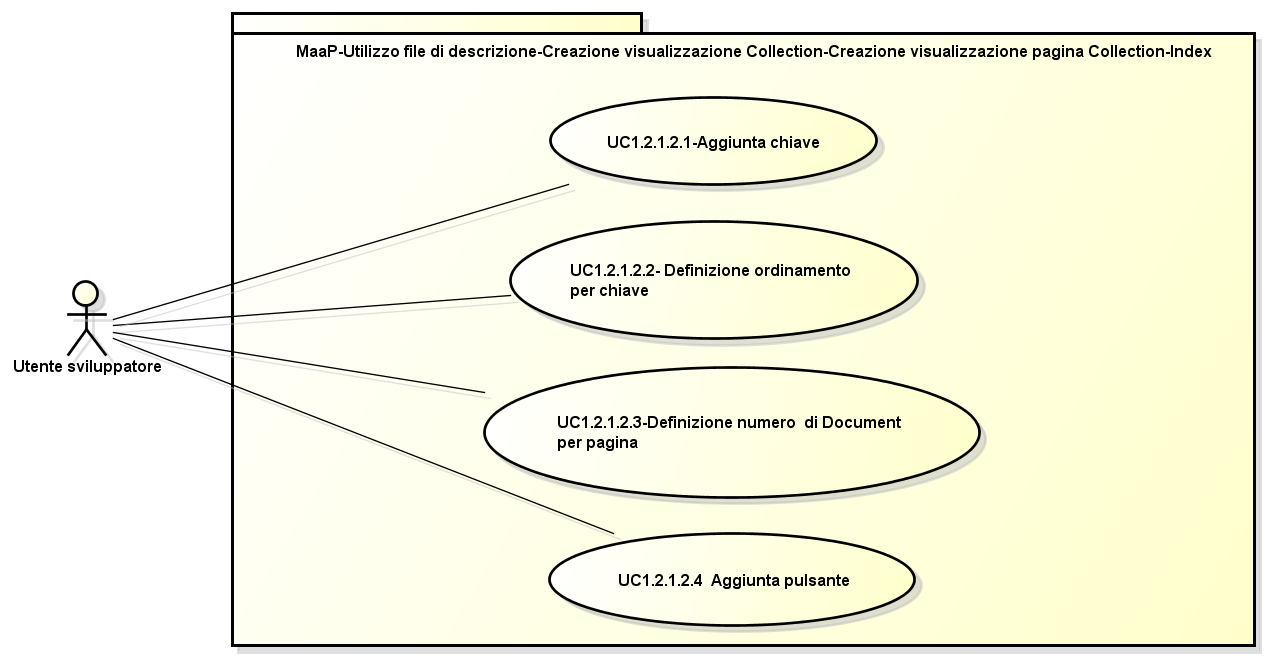 MaaP-Utilizzo file di descrizione-Creazione visualizzazione Collection-Creazione visualizzazione pagina Collection-Index
UC1.2.1.2.1-Aggiunta chiave
UC1.2.1.2.2- Definizione ordinamento
per chiave
Utente sviluppatore
UC1.2.1.2.3-Definizione numero  di Document
per pagina
UC1.2.1.2.4  Aggiunta pulsante